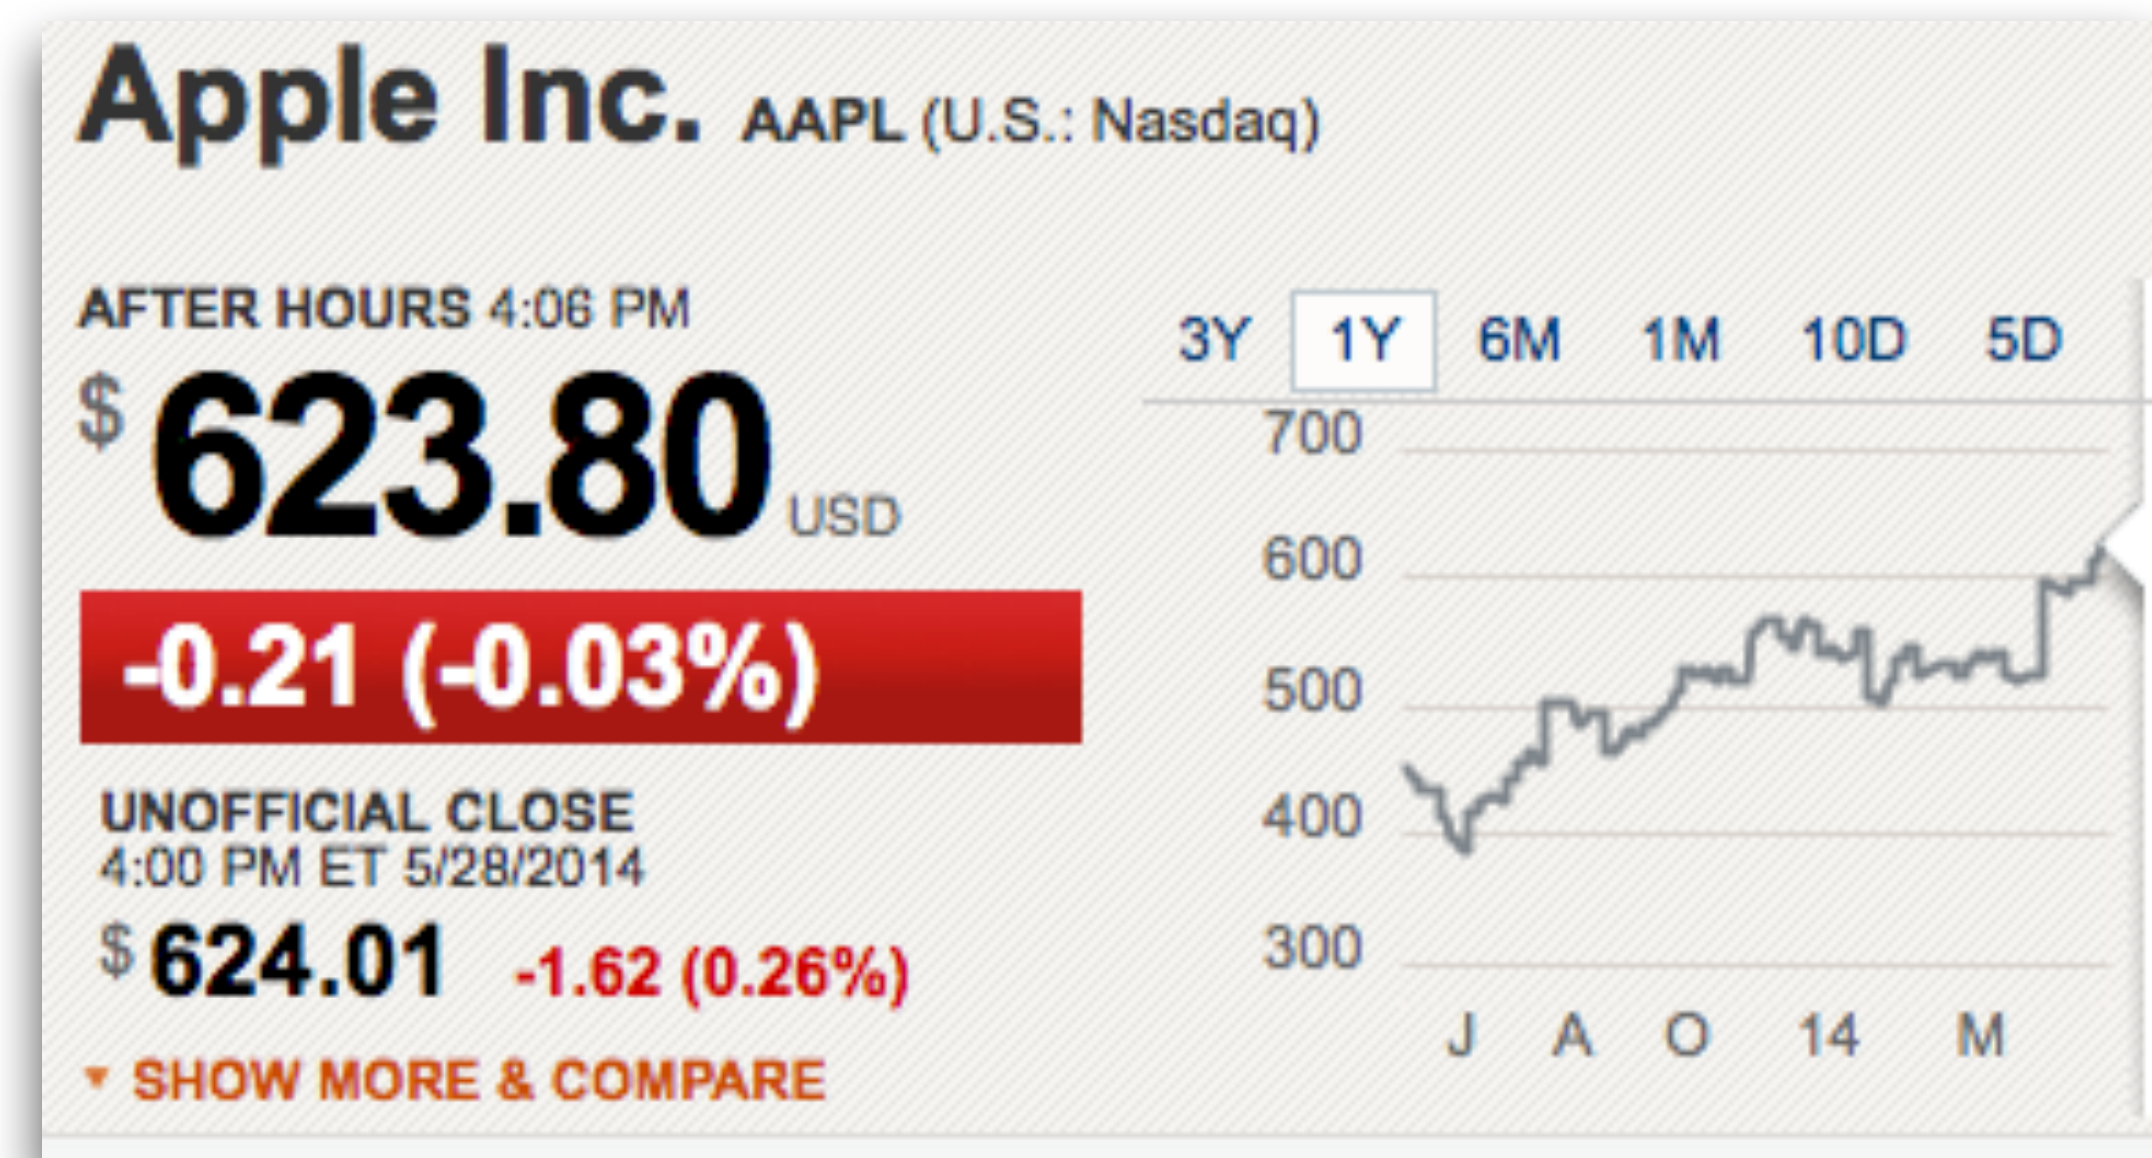 Apple Inc. AAPL (U.S.: Nasdaq)
AFTER HOURS 4:06 PM
$ 623.80 USD
-0.21 (-0.03%)
UNOFFICIAL CLOSE
4:00 PM ET 5/28/2014
$ 624.01 -1.62 (0.26%)
SHOW MORE & COMPARE
3Y 1Y 6M 1M 10D 5D
700
600
500
400
300
J A O 14 M